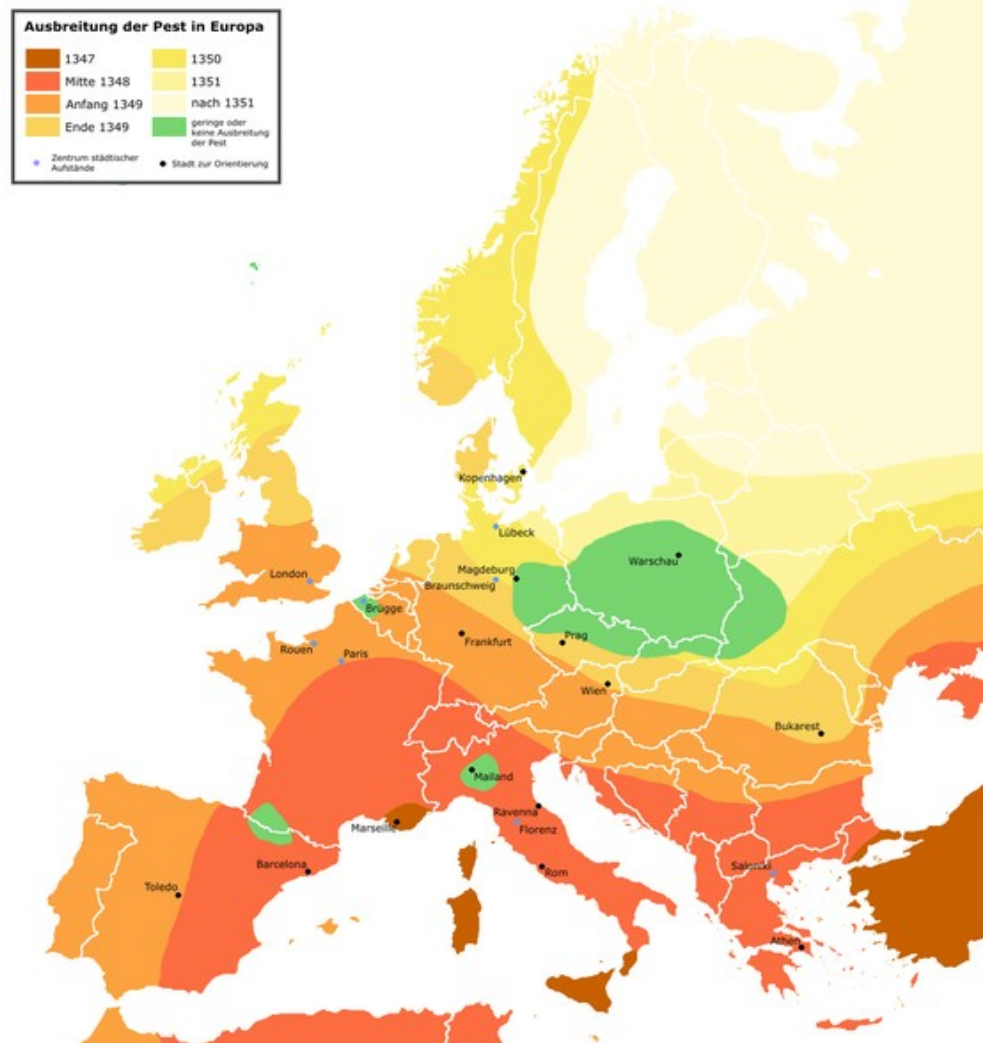 Ausbreitung der Pest in Europa
1347
Mitte 1348
Anfang 1349
Ende 1349
1350
1351
nach 1351
geringe oder
keine Ausbreitung
der Pest
Zentrum städtischer
Aufstände
Stadt zur Orientierung
Kopenhagen
Lübeck
Magdeburg
Braunschweig
Warschau
London
Brügge
Frankfurt
Prag
Rouen
Paris
Wien
Bukarest
Mailand
Ravenna
Florenz
Marseille
Barcelona
Rom
Saloniki
Toledo
Athen